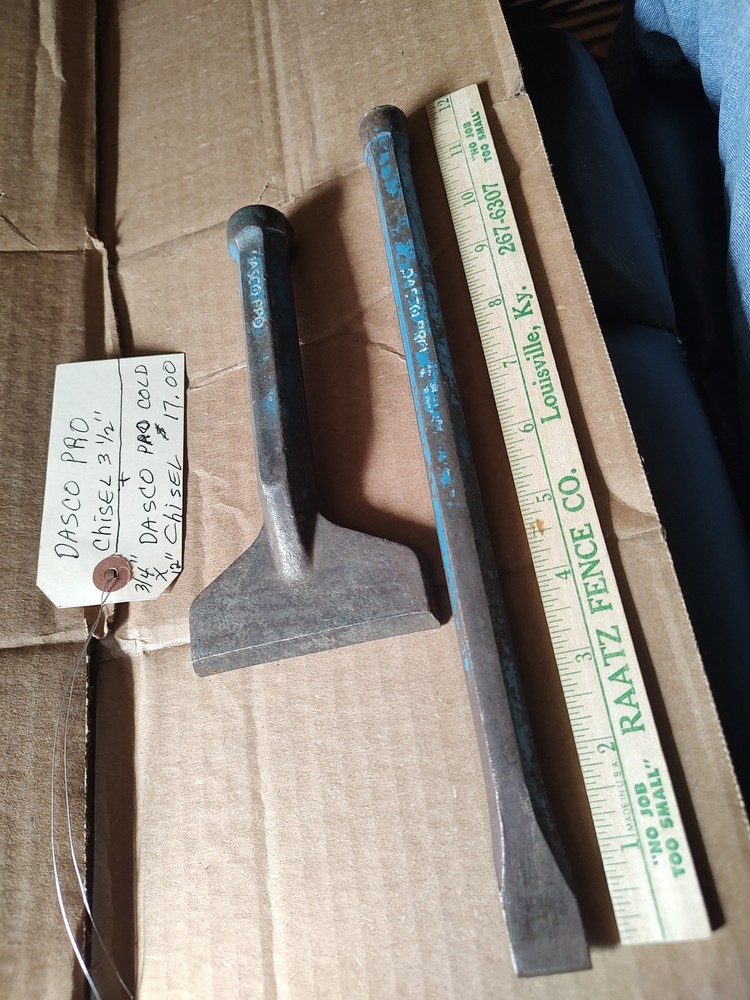 DASCO PRO
Chisel 3 1/2"
+
3/4" DASCO PRO COLD
X
12" Chisel $17.00
DASCO PRO
DASCO PRO
"NO JOB
TOO SMALL"
RAATZ FENCE CO.
Louisville, Ky.
267-6307
"NO JOB
TOO SMALL"
MADE IN U.S.A.
1 2 3 4 5 6 7 8 9 10 11 12